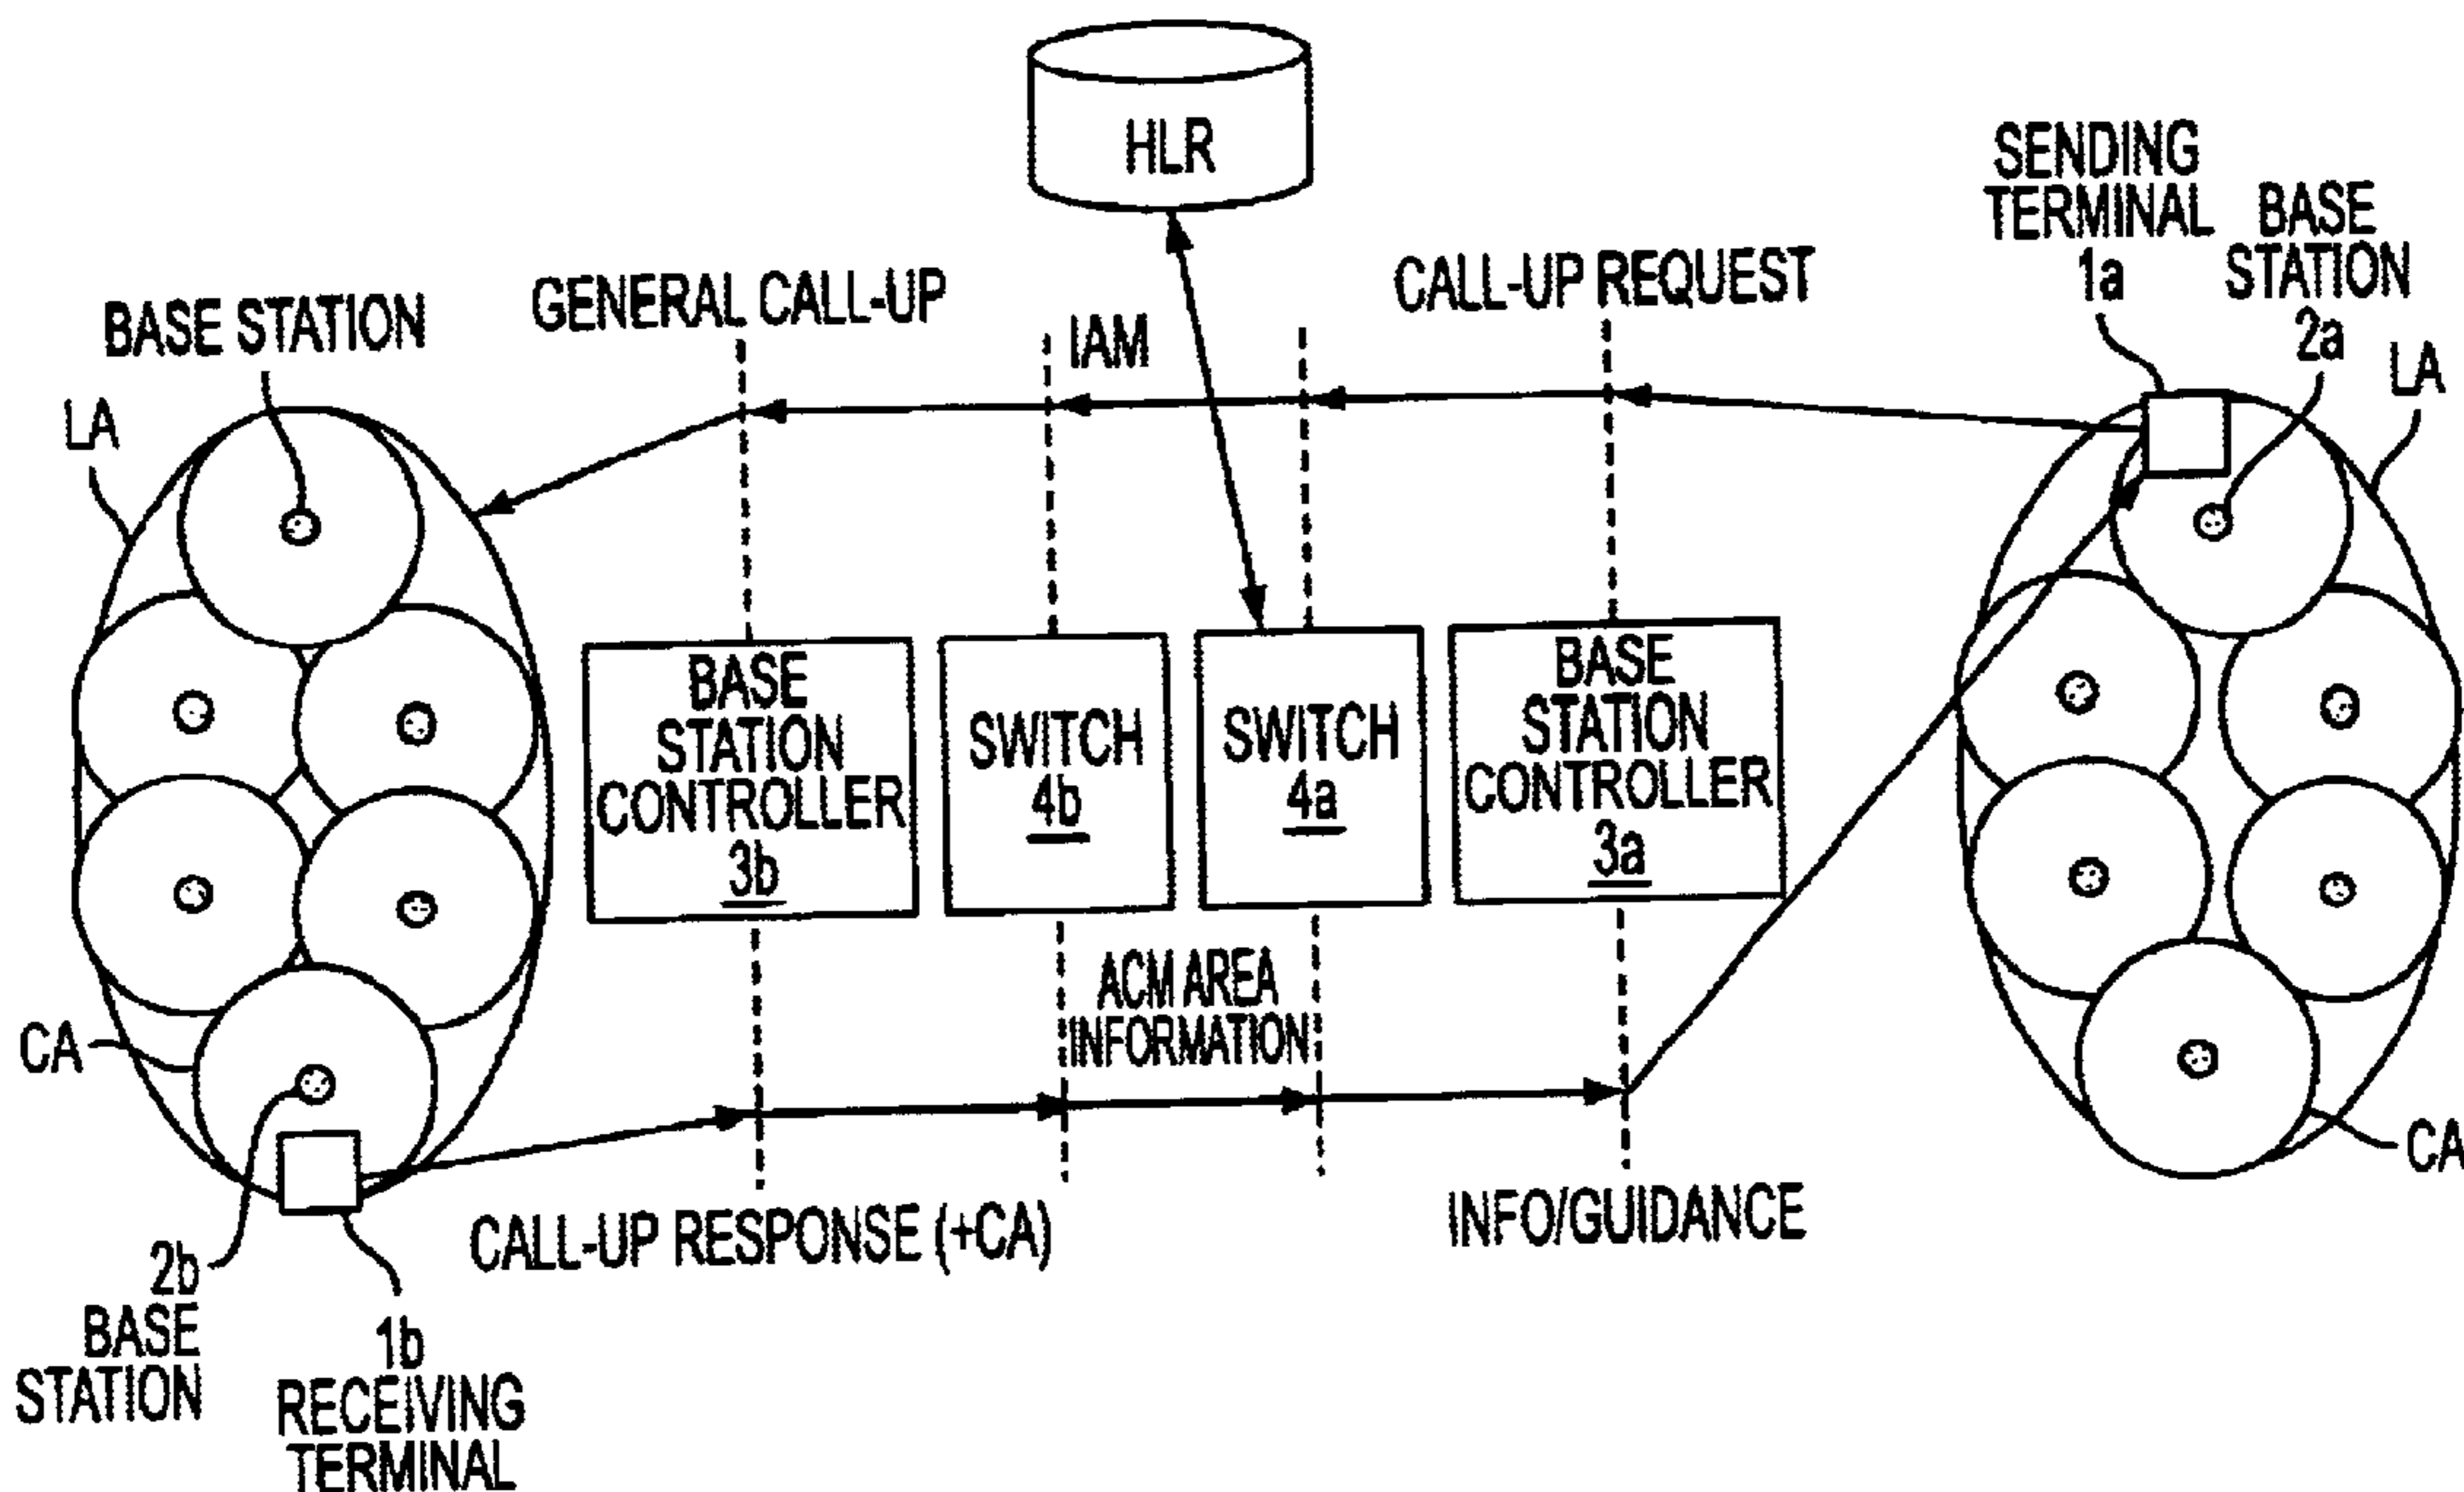 HLR
SENDING
TERMINAL
1a
BASE
STATION
2a
LA
CALL-UP REQUEST
GENERAL CALL-UP
IAM
BASE STATION
LA
BASE
STATION
CONTROLLER
3b
SWITCH
4b
SWITCH
4a
BASE
STATION
CONTROLLER
3a
ACM AREA
INFORMATION
CA
CA
CALL-UP RESPONSE (+CA)
INFO/GUIDANCE
2b
BASE
STATION
1b
RECEIVING
TERMINAL